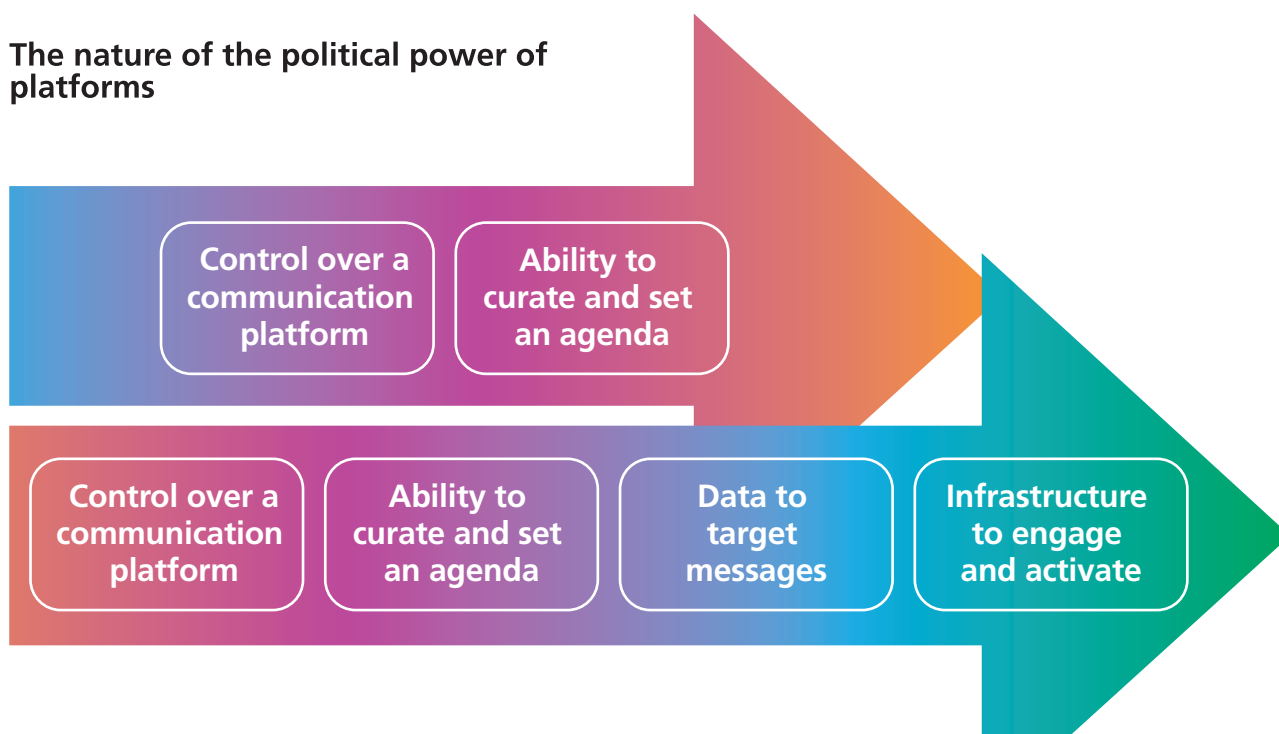 The nature of the political power of
platforms
Control over a
communication
platform
Ability to
curate and set
an agenda
Control over a
communication
platform
Ability to
curate and set
an agenda
Data to
target
messages
Infrastructure
to engage
and activate